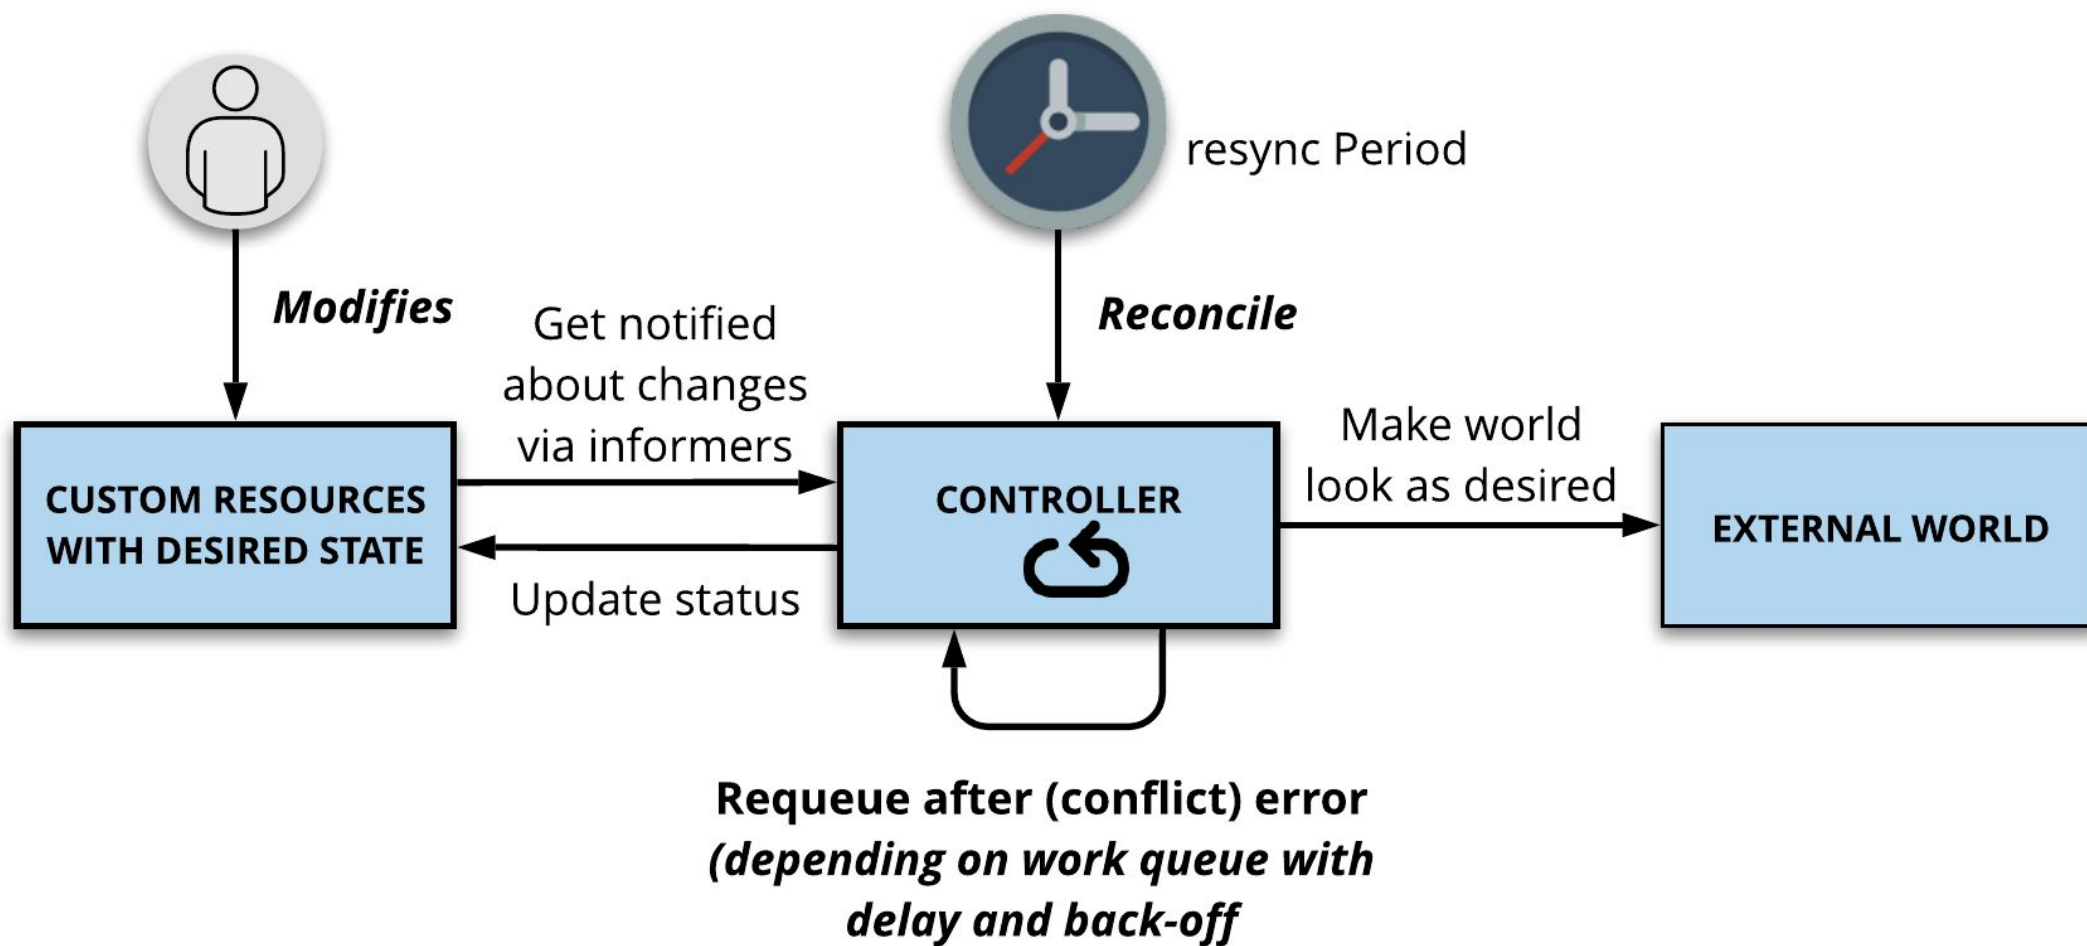 resync Period
Modifies
Reconcile
Get notified
about changes
via informers
Make world
look as desired
CUSTOM RESOURCES
WITH DESIRED STATE
CONTROLLER
EXTERNAL WORLD
Update status
Requeue after (conflict) error
(depending on work queue with
delay and back-off